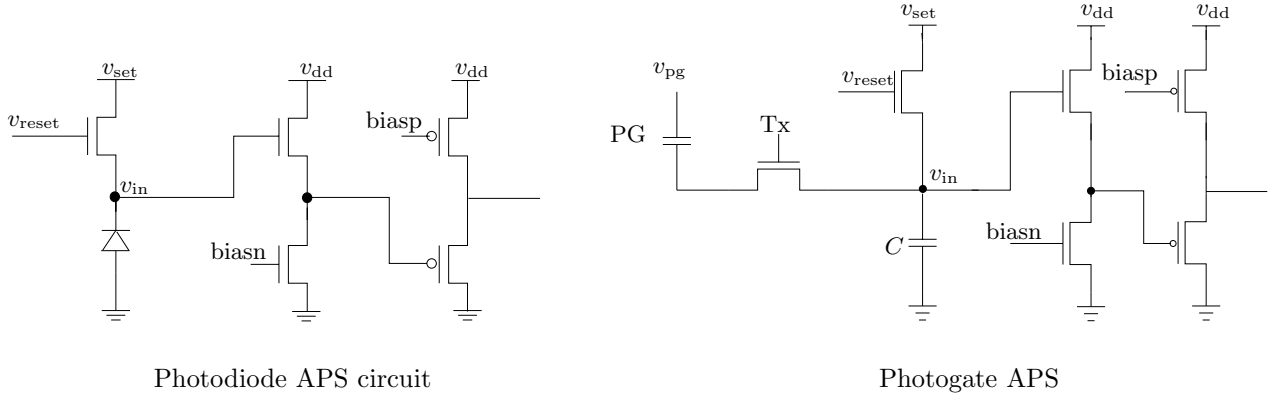 v_set
v_dd
v_dd
v_reset
biasp
v_in
biasn
Photodiode APS circuit
v_set
v_dd
v_dd
v_pg
v_reset
biasp
PG
Tx
v_in
C
biasn
Photogate APS